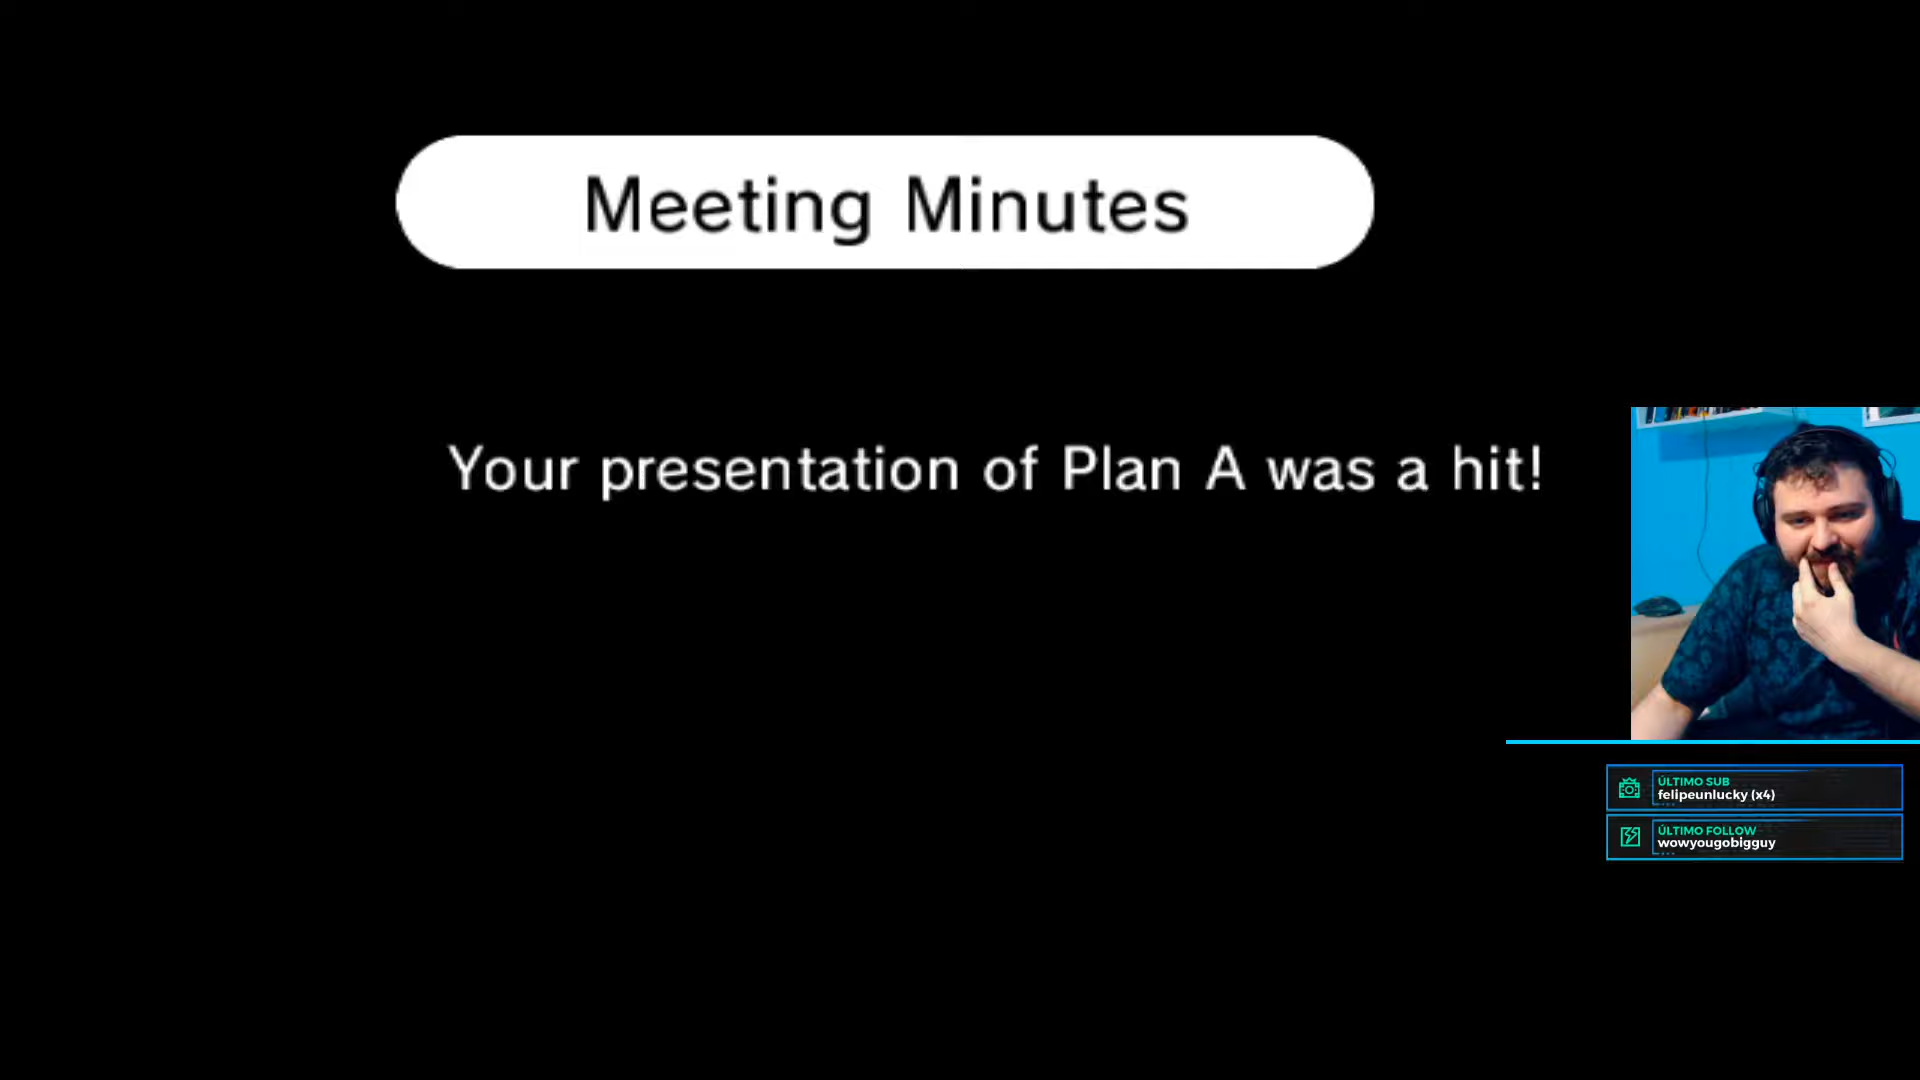 Meeting Minutes
Your presentation of Plan A was a hit!
ÚLTIMO SUB
felipeunlucky (x4)
ÚLTIMO FOLLOW
wowyougobigguy